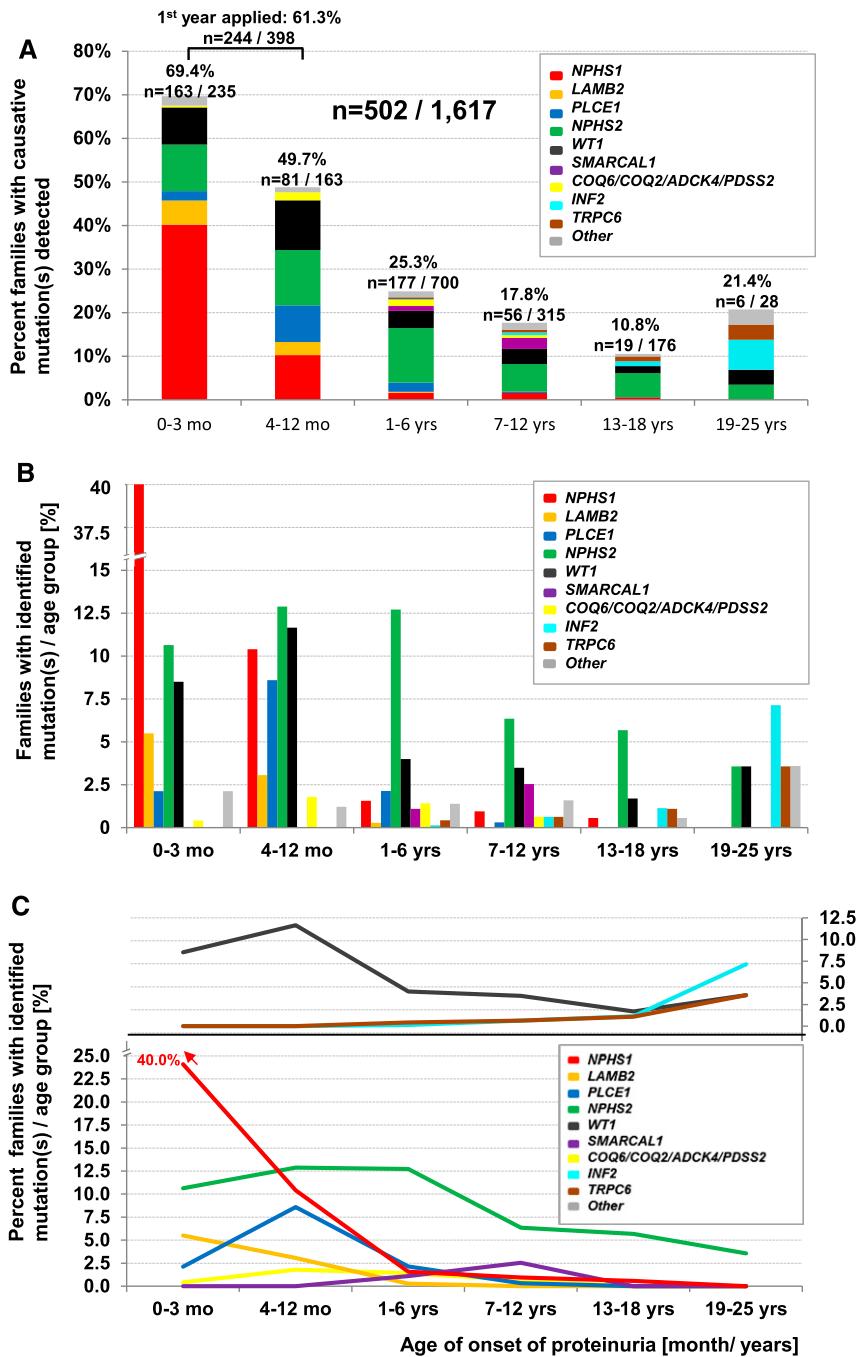 1st year applied: 61.3%
n=244 / 398
A
80%
70%
60%
50%
40%
30%
20%
10%
0%
Percent families with causative
mutation(s) detected
69.4%
n=163 / 235
49.7%
n=81 / 163
25.3%
n=177 / 700
17.8%
n=56 / 315
10.8%
n=19 / 176
21.4%
n=6 / 28
n=502 / 1,617
NPHS1
LAMB2
PLCE1
NPHS2
WT1
SMARCAL1
COQ6/COQ2/ADCK4/PDSS2
INF2
TRPC6
Other
0-3 mo
4-12 mo
1-6 yrs
7-12 yrs
13-18 yrs
19-25 yrs
B
40
37.5
15
12.5
10
7.5
5
2.5
0
Families with identified
mutation(s) / age group [%]
NPHS1
LAMB2
PLCE1
NPHS2
WT1
SMARCAL1
COQ6/COQ2/ADCK4/PDSS2
INF2
TRPC6
Other
0-3 mo
4-12 mo
1-6 yrs
7-12 yrs
13-18 yrs
19-25 yrs
C
12.5
10.0
7.5
5.0
2.5
0.0
25.0
22.5
20.0
17.5
15.0
12.5
10.0
7.5
5.0
2.5
0.0
Percent families with identified
mutation(s) / age group [%]
40.0%
NPHS1
LAMB2
PLCE1
NPHS2
WT1
SMARCAL1
COQ6/COQ2/ADCK4/PDSS2
INF2
TRPC6
Other
0-3 mo
4-12 mo
1-6 yrs
7-12 yrs
13-18 yrs
19-25 yrs
Age of onset of proteinuria [month/ years]